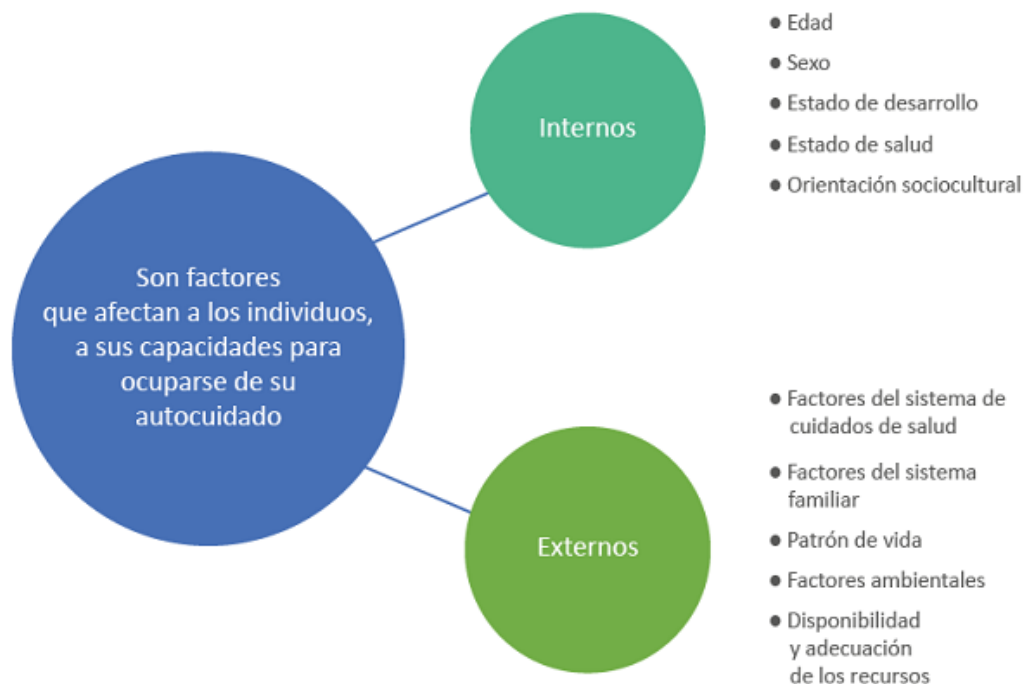 Son factores
que afectan a los individuos,
a sus capacidades para
ocuparse de su
autocuidado
Internos
● Edad
● Sexo
● Estado de desarrollo
● Estado de salud
● Orientación sociocultural
Externos
● Factores del sistema de
cuidados de salud
● Factores del sistema
familiar
● Patrón de vida
● Factores ambientales
● Disponibilidad
y adecuación
de los recursos